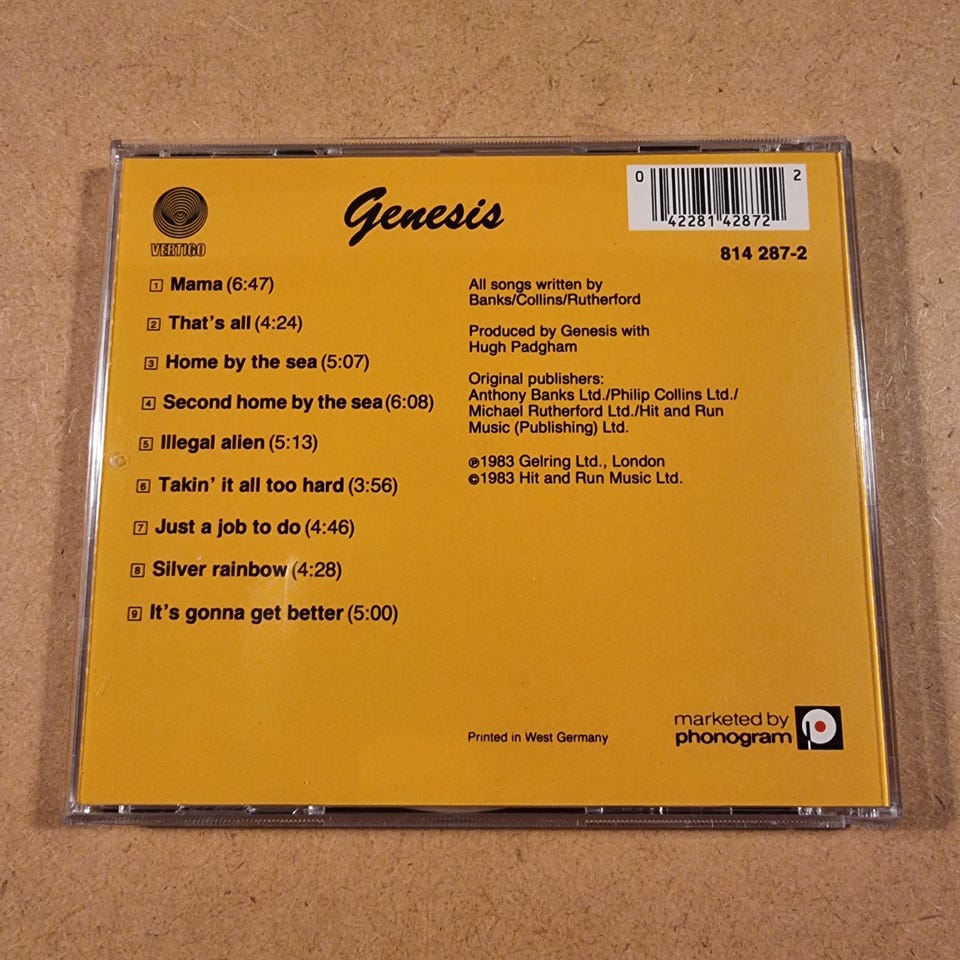 VERTIGO
Genesis
0 42281 42872 2
814 287-2
1 Mama (6:47)
2 That's all (4:24)
3 Home by the sea (5:07)
4 Second home by the sea (6:08)
5 Illegal alien (5:13)
6 Takin' it all too hard (3:56)
7 Just a job to do (4:46)
8 Silver rainbow (4:28)
9 It's gonna get better (5:00)
All songs written by
Banks/Collins/Rutherford
Produced by Genesis with
Hugh Padgham
Original publishers:
Anthony Banks Ltd./Philip Collins Ltd./
Michael Rutherford Ltd./Hit and Run
Music (Publishing) Ltd.
℗1983 Gelring Ltd., London
©1983 Hit and Run Music Ltd.
Printed in West Germany
marketed by
phonogram